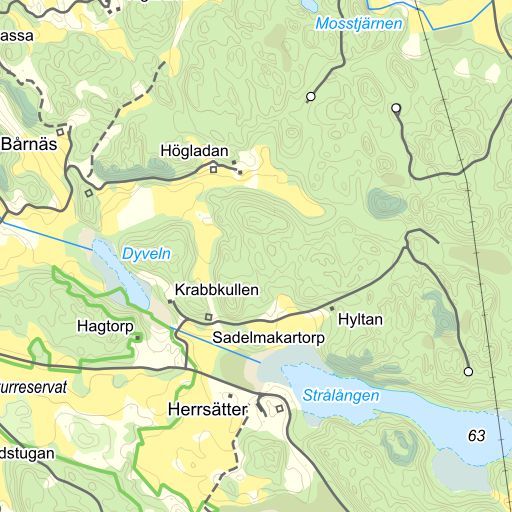 Mosstjärnen
assa
Bårnäs
Högladan
Dyveln
Krabbkullen
Hagtorp
Hyltan
Sadelmakartorp
urreservat
Strålången
Herrsätter
63
dstugan